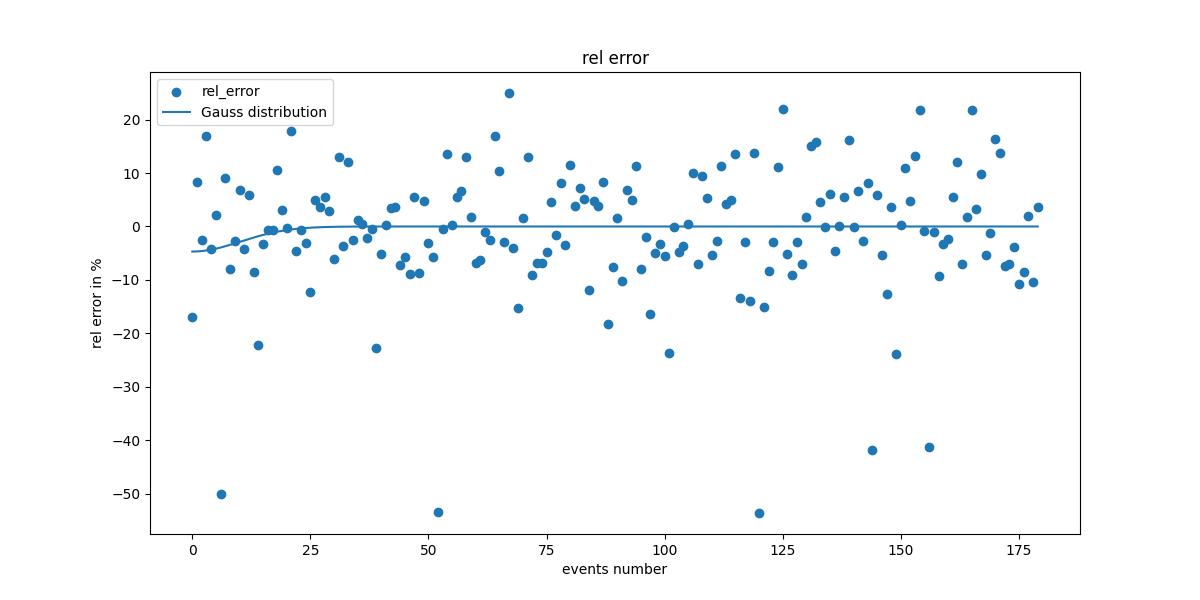 rel error
rel_error
Gauss distribution
rel error in %
20
10
0
−10
−20
−30
−40
−50
0 25 50 75 100 125 150 175
events number